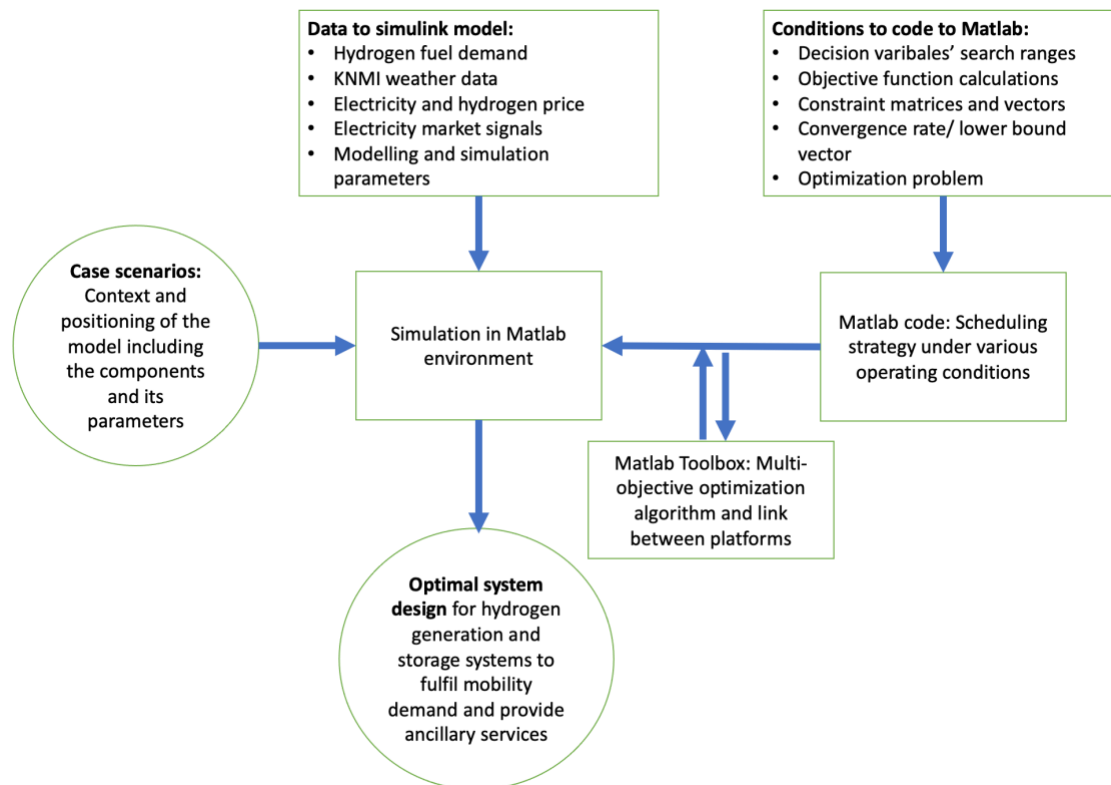 Data to simulink model:
• Hydrogen fuel demand
• KNMI weather data
• Electricity and hydrogen price
• Electricity market signals
• Modelling and simulation
parameters
Conditions to code to Matlab:
• Decision varibales’ search ranges
• Objective function calculations
• Constraint matrices and vectors
• Convergence rate/ lower bound
vector
• Optimization problem
Case scenarios:
Context and
positioning of the
model including
the components
and its
parameters
Simulation in Matlab
environment
Matlab code: Scheduling
strategy under various
operating conditions
Matlab Toolbox: Multi-
objective optimization
algorithm and link
between platforms
Optimal system
design for hydrogen
generation and
storage systems to
fulfil mobility
demand and provide
ancillary services